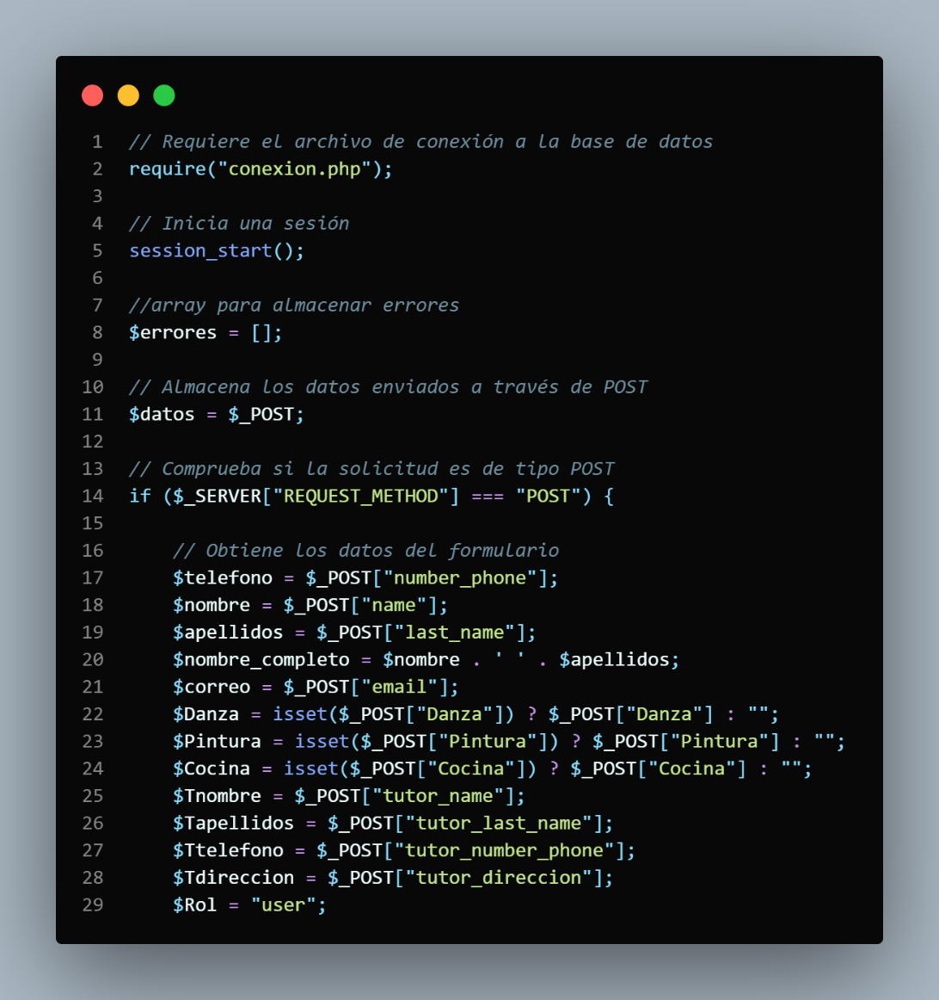 1 // Requiere el archivo de conexión a la base de datos
2 require("conexion.php");
3
4 // Inicia una sesión
5 session_start();
6
7 //array para almacenar errores
8 $errores = [];
9
10 // Almacena los datos enviados a través de POST
11 $datos = $_POST;
12
13 // Comprueba si la solicitud es de tipo POST
14 if ($_SERVER["REQUEST_METHOD"] === "POST") {
15
16 // Obtiene los datos del formulario
17 $telefono = $_POST["number_phone"];
18 $nombre = $_POST["name"];
19 $apellidos = $_POST["last_name"];
20 $nombre_completo = $nombre . ' ' . $apellidos;
21 $correo = $_POST["email"];
22 $Danza = isset($_POST["Danza"]) ? $_POST["Danza"] : "";
23 $Pintura = isset($_POST["Pintura"]) ? $_POST["Pintura"] : "";
24 $Cocina = isset($_POST["Cocina"]) ? $_POST["Cocina"] : "";
25 $Tnombre = $_POST["tutor_name"];
26 $Tapellidos = $_POST["tutor_last_name"];
27 $Ttelefono = $_POST["tutor_number_phone"];
28 $Tdireccion = $_POST["tutor_direccion"];
29 $Rol = "user";